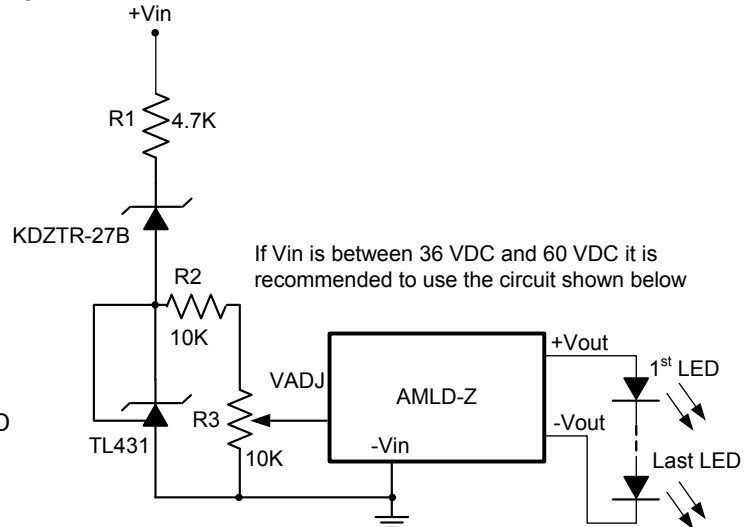 +Vin
R1
4.7K
KDZTR-27B
If Vin is between 36 VDC and 60 VDC it is
recommended to use the circuit shown below
R2
10K
+Vout
1st LED
VADJ
AMLD-Z
R3
-Vout
D
TL431
10K
-Vin
Last LED